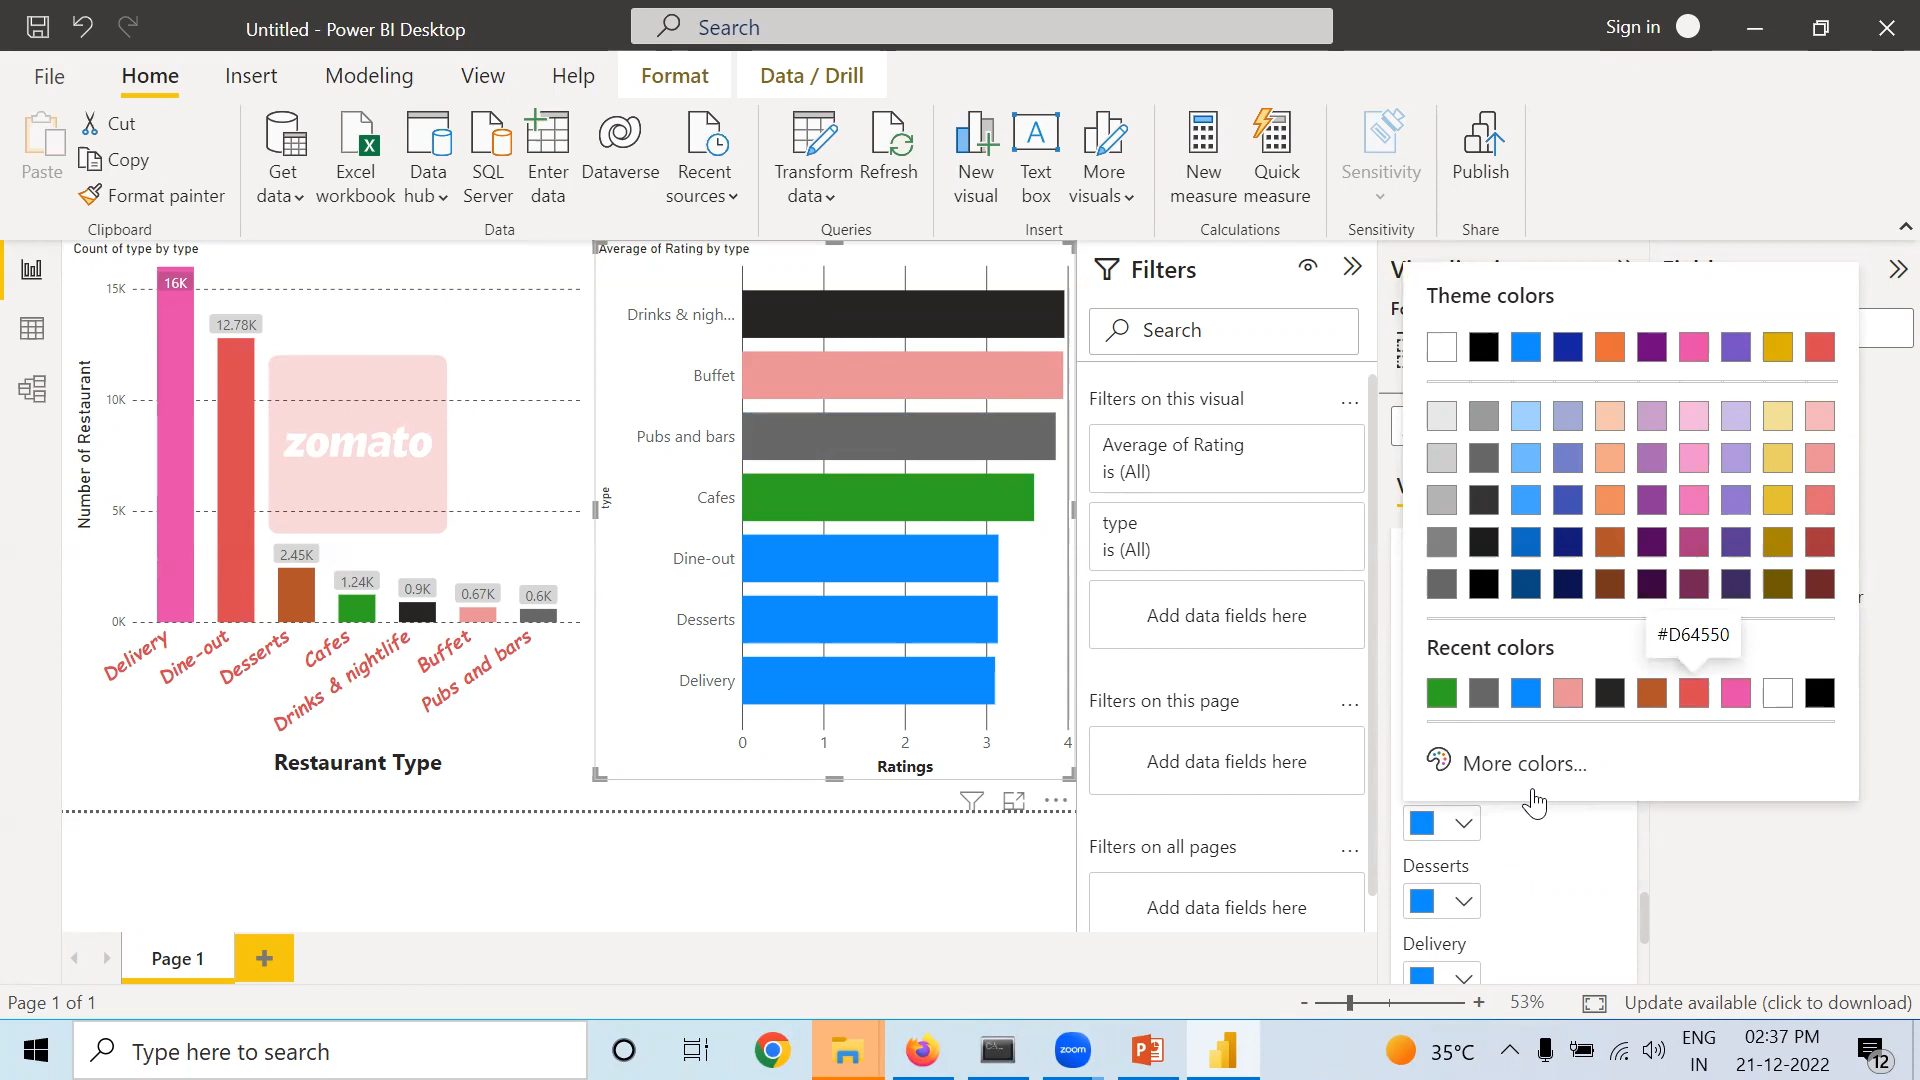 Untitled - Power BI Desktop
Search
Sign in
File
Home
Insert
Modeling
View
Help
Format
Data / Drill
Paste
Cut
Copy
Format painter
Clipboard
Get data
Excel workbook
Data hub
SQL Server
Enter data
Dataverse
Recent sources
Data
Transform data
Refresh
Queries
New visual
Text box
More visuals
Insert
New measure
Quick measure
Calculations
Sensitivity
Sensitivity
Publish
Share
Count of type by type
15K
10K
5K
0K
Number of Restaurant
16K
12.78K
2.45K
1.24K
0.9K
0.67K
0.6K
zomato
Delivery
Dine-out
Desserts
Cafes
Drinks & nightlife
Buffet
Pubs and bars
Restaurant Type
Average of Rating by type
type
Drinks & nigh...
Buffet
Pubs and bars
Cafes
Dine-out
Desserts
Delivery
0 1 2 3 4
Ratings
Filters
Search
Filters on this visual
Average of Rating
is (All)
type
is (All)
Add data fields here
Filters on this page
Add data fields here
Filters on all pages
Add data fields here
Theme colors
#D64550
Recent colors
More colors...
Desserts
Delivery
Page 1
Page 1 of 1
- + 53%
Update available (click to download)
Type here to search
zoom
35°C
ENG
IN
02:37 PM
21-12-2022
12